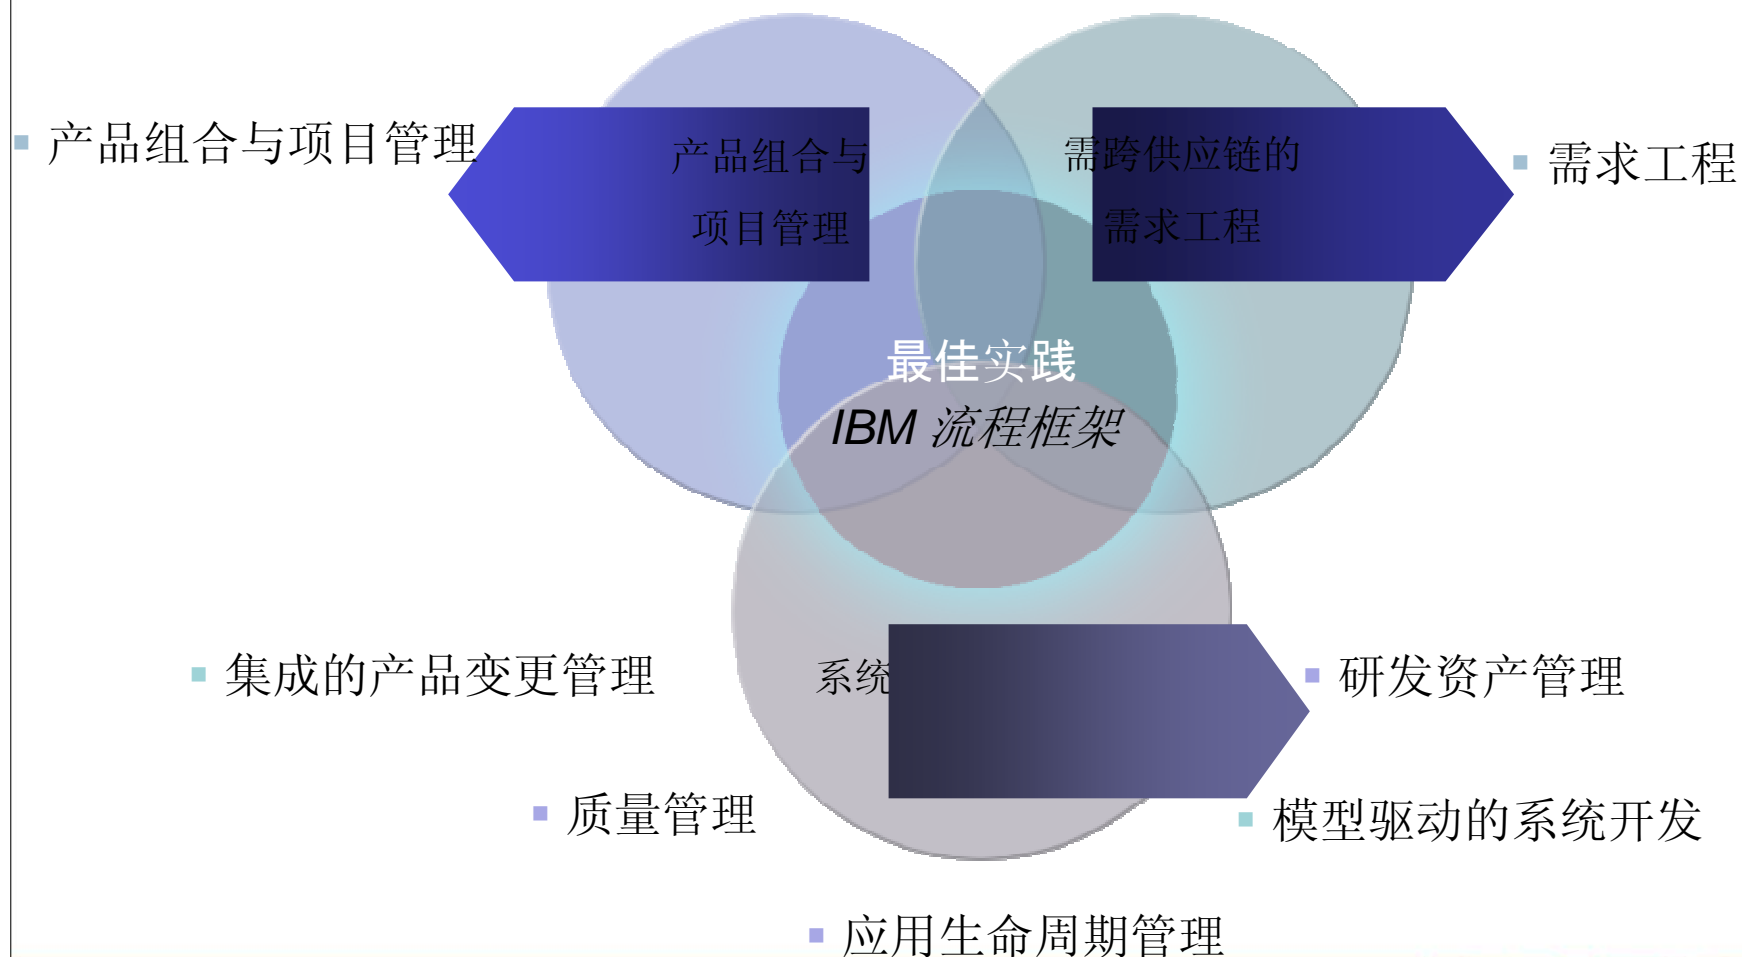 产品组合与项目管理
产品组合与
项目管理
需跨供应链的
需求工程
需求工程
最佳实践
IBM 流程框架
集成的产品变更管理
系统
研发资产管理
质量管理
模型驱动的系统开发
应用生命周期管理